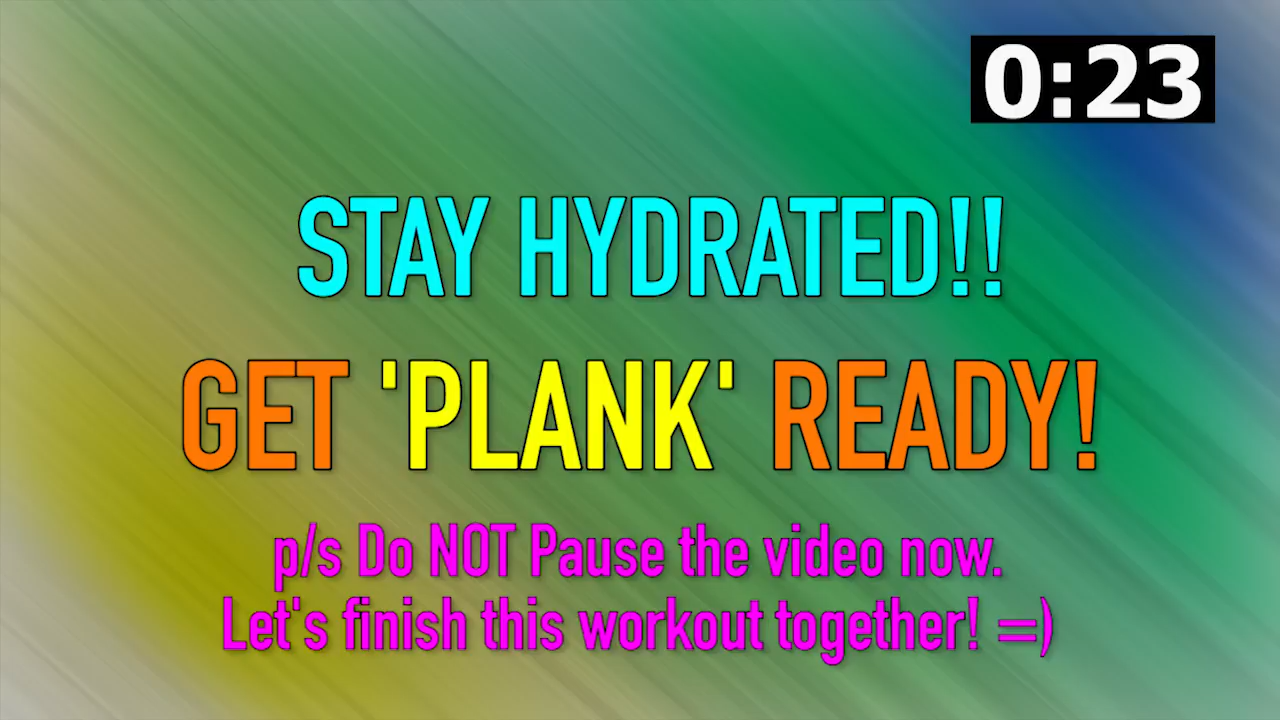 0:23
STAY HYDRATED!!
GET 'PLANK' READY!
p/s Do NOT Pause the video now.
Let's finish this workout together! =)